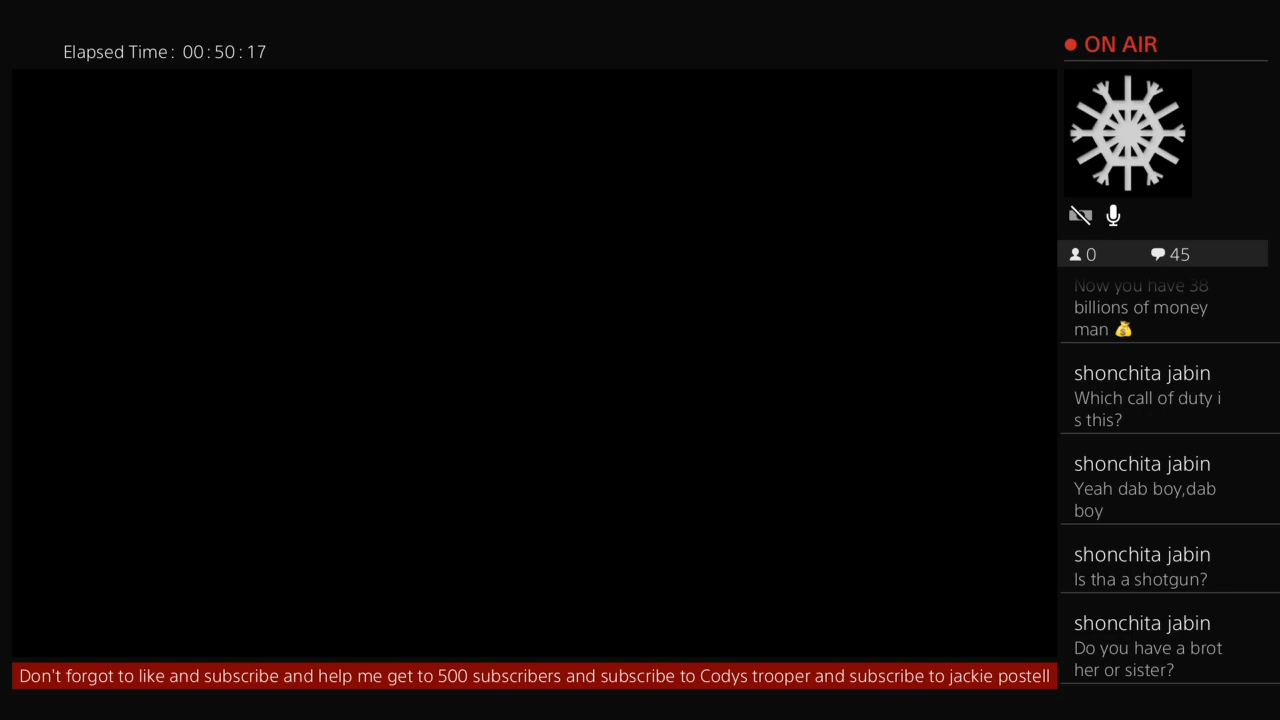 Elapsed Time: 00:50:17
ON AIR
0 45
Now you have 38
billions of money
man 💰
shonchita jabin
Which call of duty i
s this?
shonchita jabin
Yeah dab boy,dab
boy
shonchita jabin
Is tha a shotgun?
shonchita jabin
Do you have a brot
her or sister?
Don't forgot to like and subscribe and help me get to 500 subscribers and subscribe to Codys trooper and subscribe to jackie postell